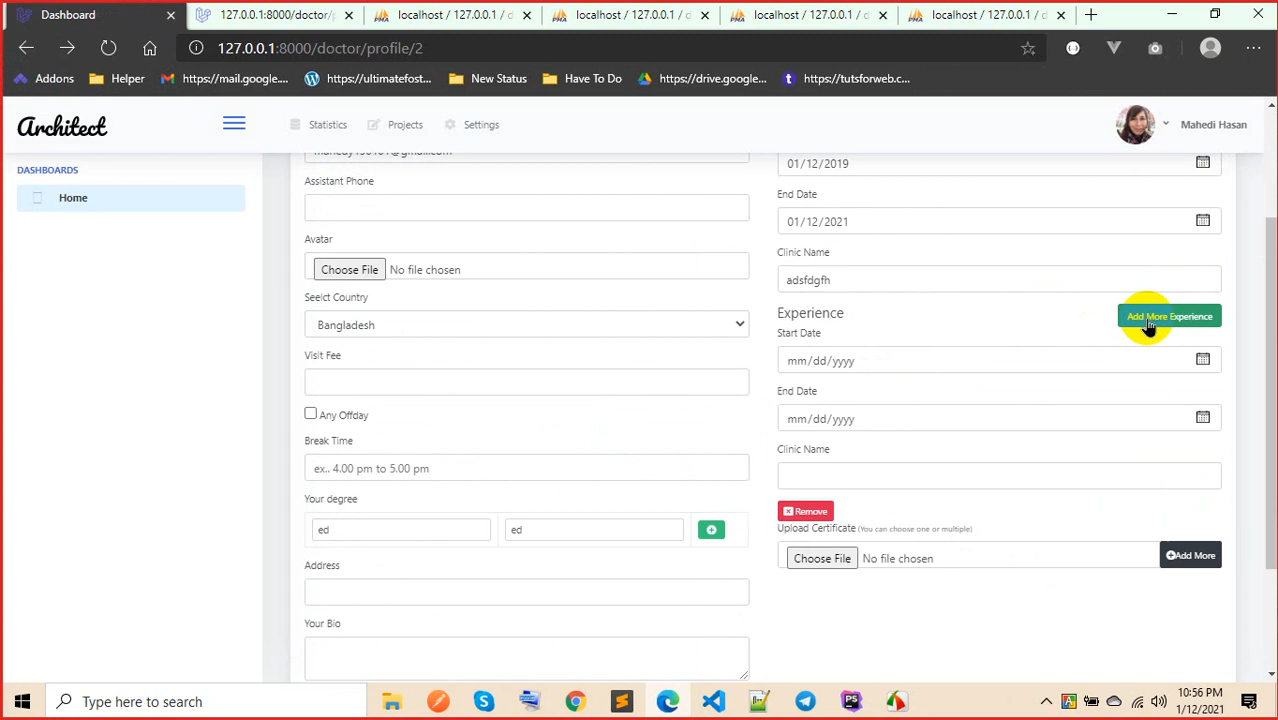 Dashboard
127.0.0.1:8000/doctor/p
localhost / 127.0.0.1 / d
localhost / 127.0.0.1 / d
localhost / 127.0.0.1 / d
localhost / 127.0.0.1 / d
127.0.0.1:8000/doctor/profile/2
Addons
Helper
https://mail.google....
https://ultimatefost...
New Status
Have To Do
https://drive.google...
https://tutsforweb.c...
Architect
Statistics
Projects
Settings
Mahedi Hasan
DASHBOARDS
Home
01/12/2019
Assistant Phone
End Date
01/12/2021
Avatar
Choose File No file chosen
Clinic Name
adsfdgfh
Seelct Country
Bangladesh
Experience
Add More Experience
Start Date
mm/dd/yyyy
Visit Fee
End Date
mm/dd/yyyy
Any Offday
Break Time
ex.. 4.00 pm to 5.00 pm
Clinic Name
Your degree
ed
ed
Remove
Upload Certificate (You can choose one or multiple)
Choose File No file chosen
Add More
Address
Your Bio
Type here to search
PS
10:56 PM
1/12/2021